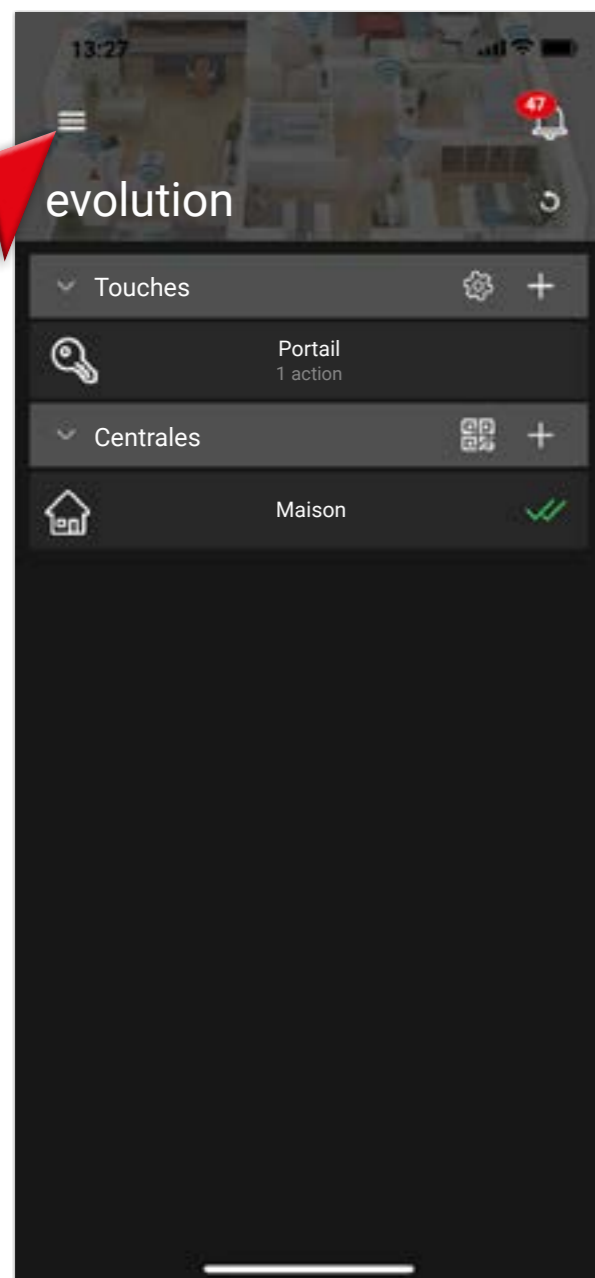 13:27
47
evolution
Touches
Portail
1 action
Centrales
Maison